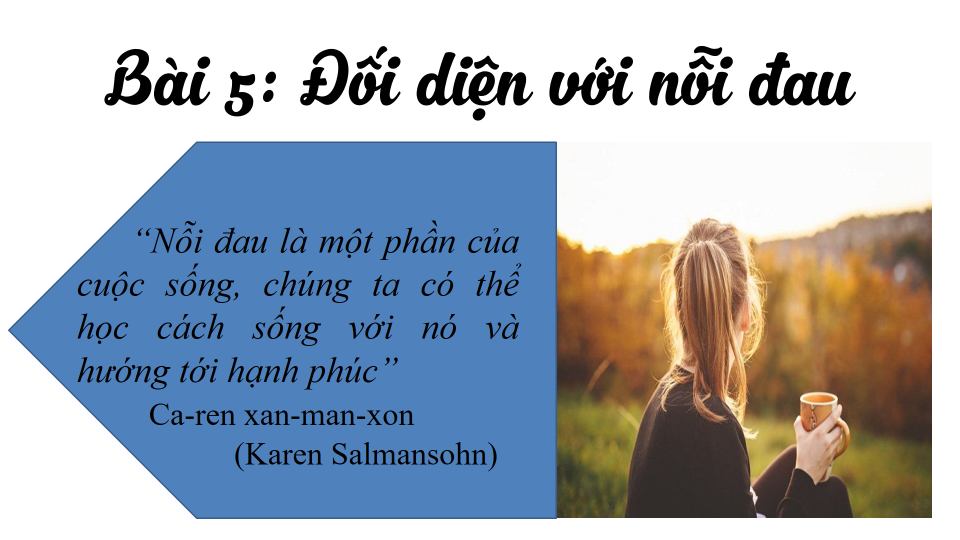 Bài 5: Đối diện với nỗi đau
“Nỗi đau là một phần của
cuộc sống, chúng ta có thể
học cách sống với nó và
hướng tới hạnh phúc”
Ca-ren xan-man-xon
(Karen Salmansohn)